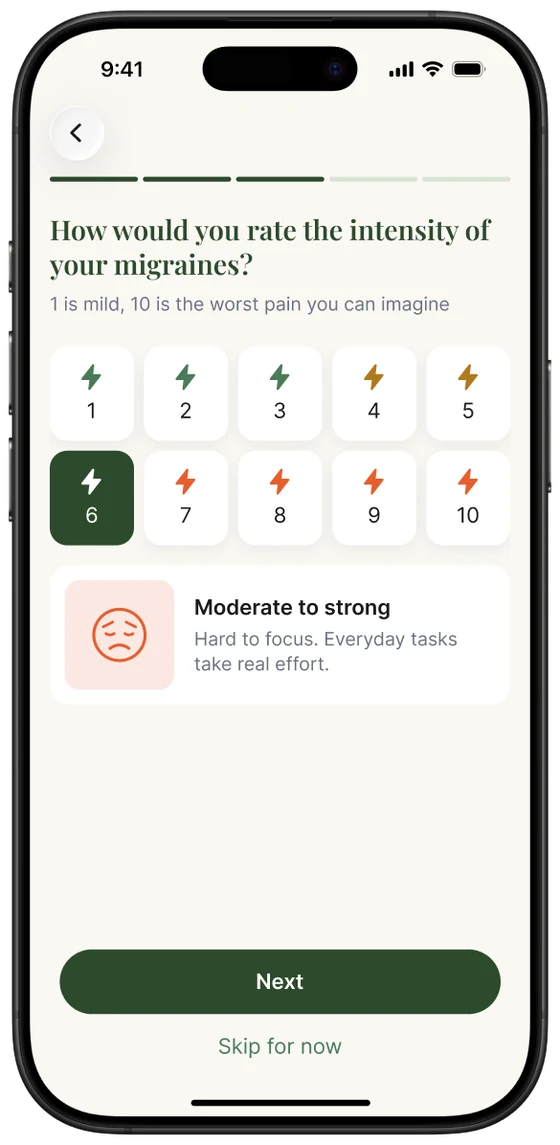 9:41
How would you rate the intensity of
your migraines?
1 is mild, 10 is the worst pain you can imagine
1 2 3 4 5
6 7 8 9 10
Moderate to strong
Hard to focus. Everyday tasks
take real effort.
Next
Skip for now